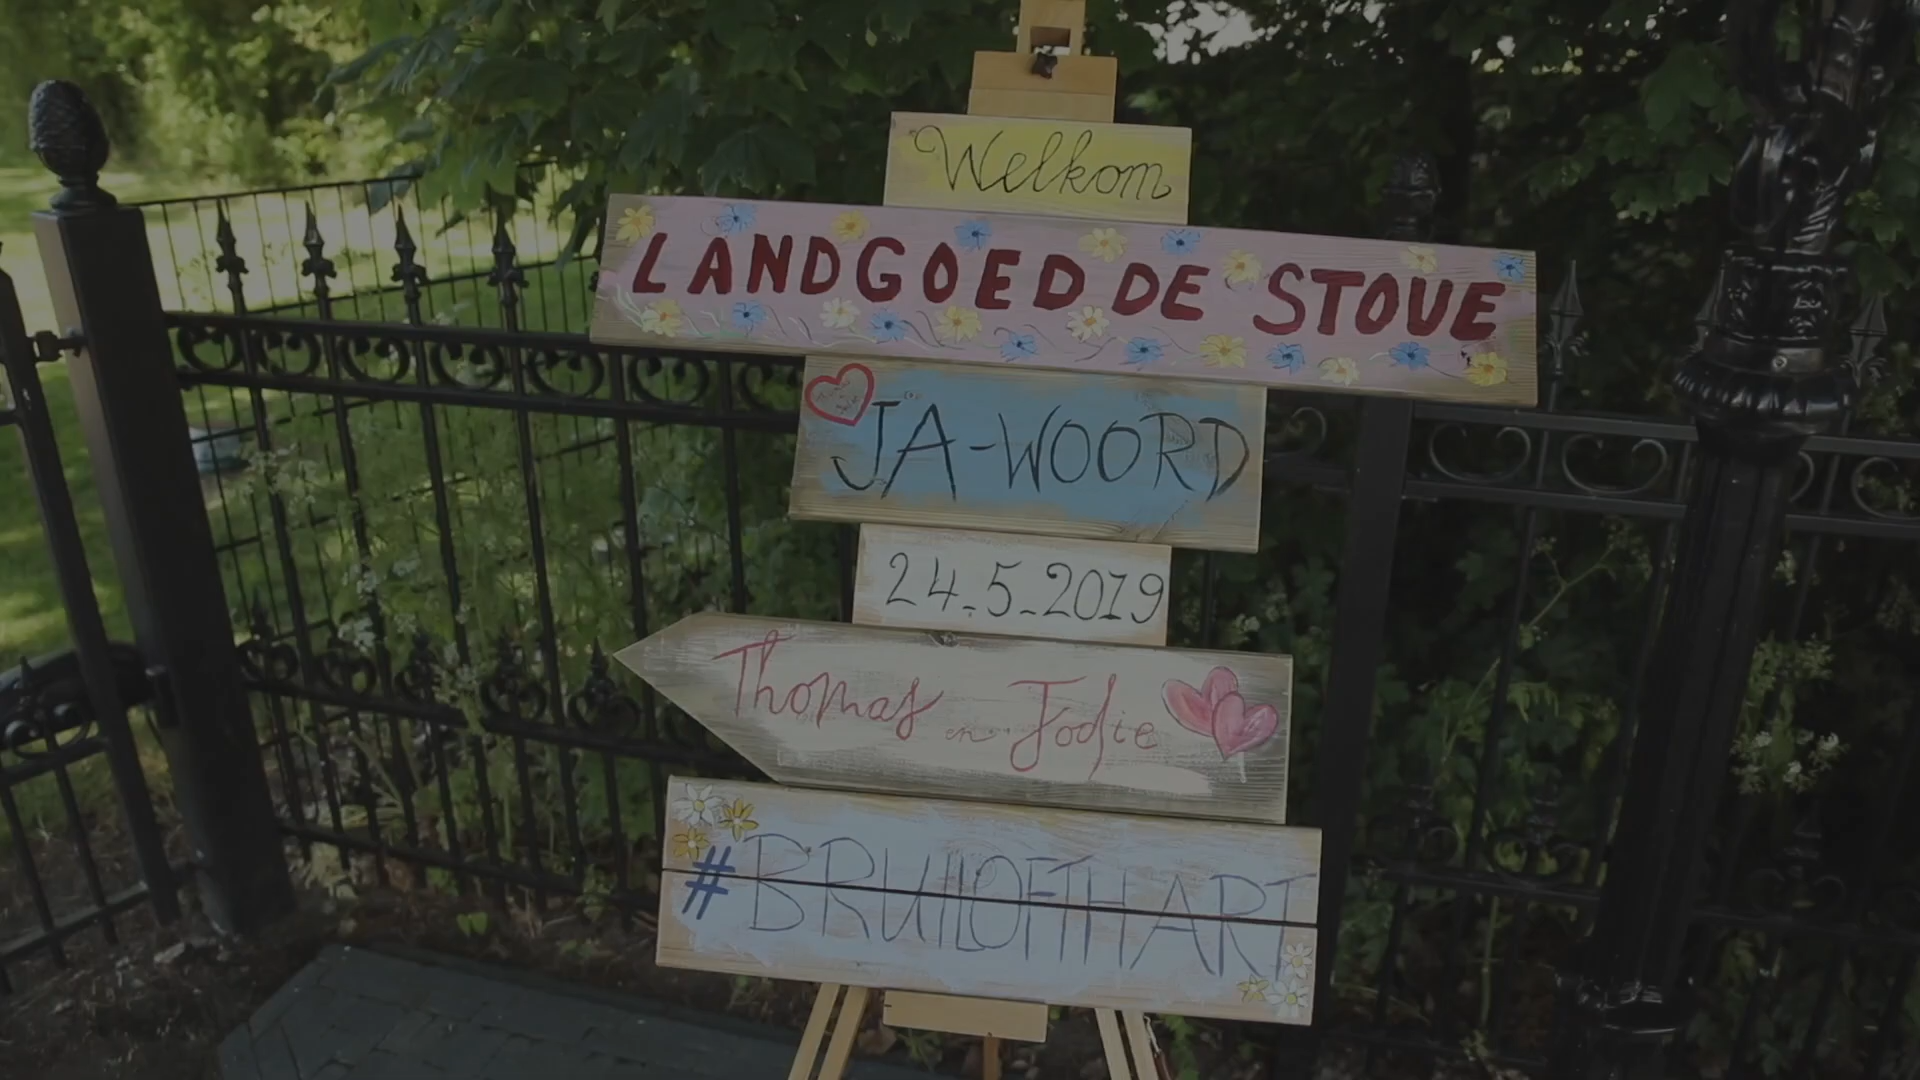 Welkom
LANDGOED DE STOVE
JA-WOORD
24-5-2019
Thomas en Jodie
#BRUILOFTHART